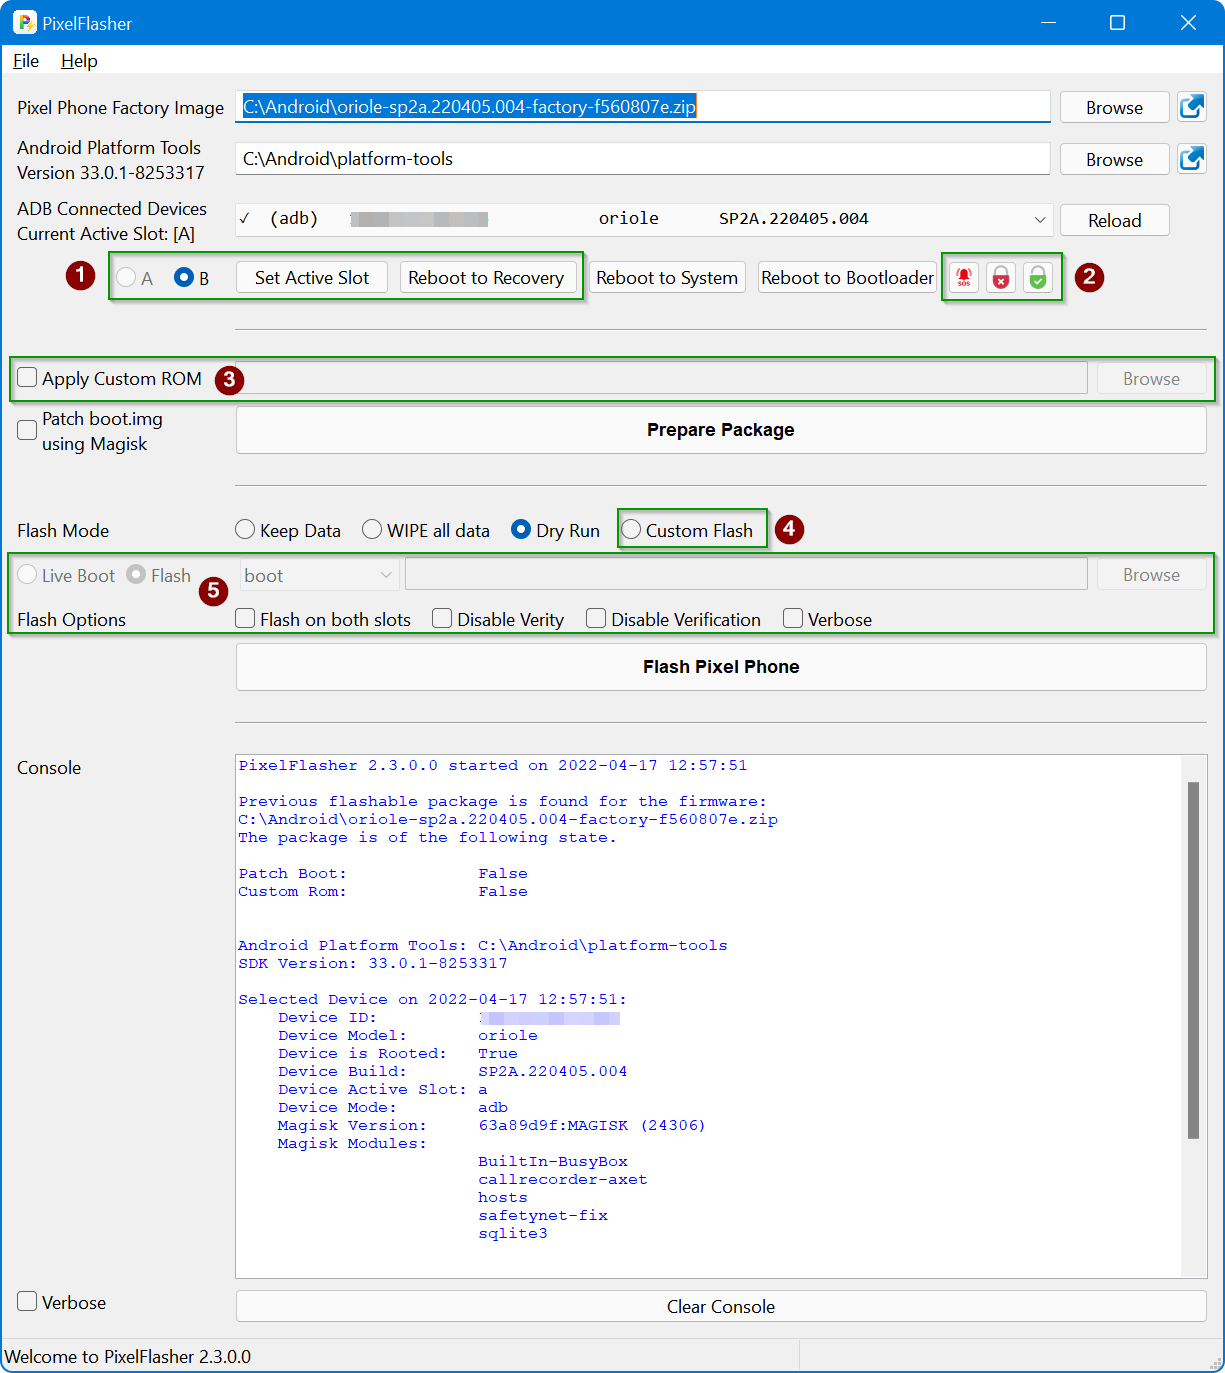 PixelFlasher
File Help
Pixel Phone Factory Image C:\Android\oriole-sp2a.220405.004-factory-f560807e.zip Browse
Android Platform Tools
Version 33.0.1-8253317 C:\Android\platform-tools Browse
ADB Connected Devices
Current Active Slot: [A] ✓ (adb) oriole SP2A.220405.004 Reload
1 A B Set Active Slot Reboot to Recovery Reboot to System Reboot to Bootloader SOS 2
Apply Custom ROM 3 Browse
Patch boot.img
using Magisk Prepare Package
Flash Mode Keep Data WIPE all data Dry Run Custom Flash 4
Live Boot Flash 5 boot Browse
Flash Options Flash on both slots Disable Verity Disable Verification Verbose
Flash Pixel Phone
Console
PixelFlasher 2.3.0.0 started on 2022-04-17 12:57:51
Previous flashable package is found for the firmware:
C:\Android\oriole-sp2a.220405.004-factory-f560807e.zip
The package is of the following state.
Patch Boot: False
Custom Rom: False
Android Platform Tools: C:\Android\platform-tools
SDK Version: 33.0.1-8253317
Selected Device on 2022-04-17 12:57:51:
Device ID:
Device Model: oriole
Device is Rooted: True
Device Build: SP2A.220405.004
Device Active Slot: a
Device Mode: adb
Magisk Version: 63a89d9f:MAGISK (24306)
Magisk Modules:
BuiltIn-BusyBox
callrecorder-axet
hosts
safetynet-fix
sqlite3
Verbose Clear Console
Welcome to PixelFlasher 2.3.0.0